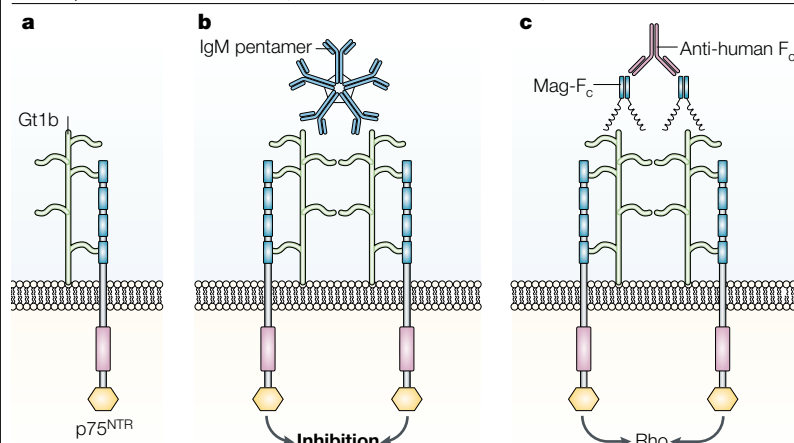 a
b
c
IgM pentamer
Anti-human Fc
Mag-Fc
Gt1b
p75NTR
Inhibition
Rho